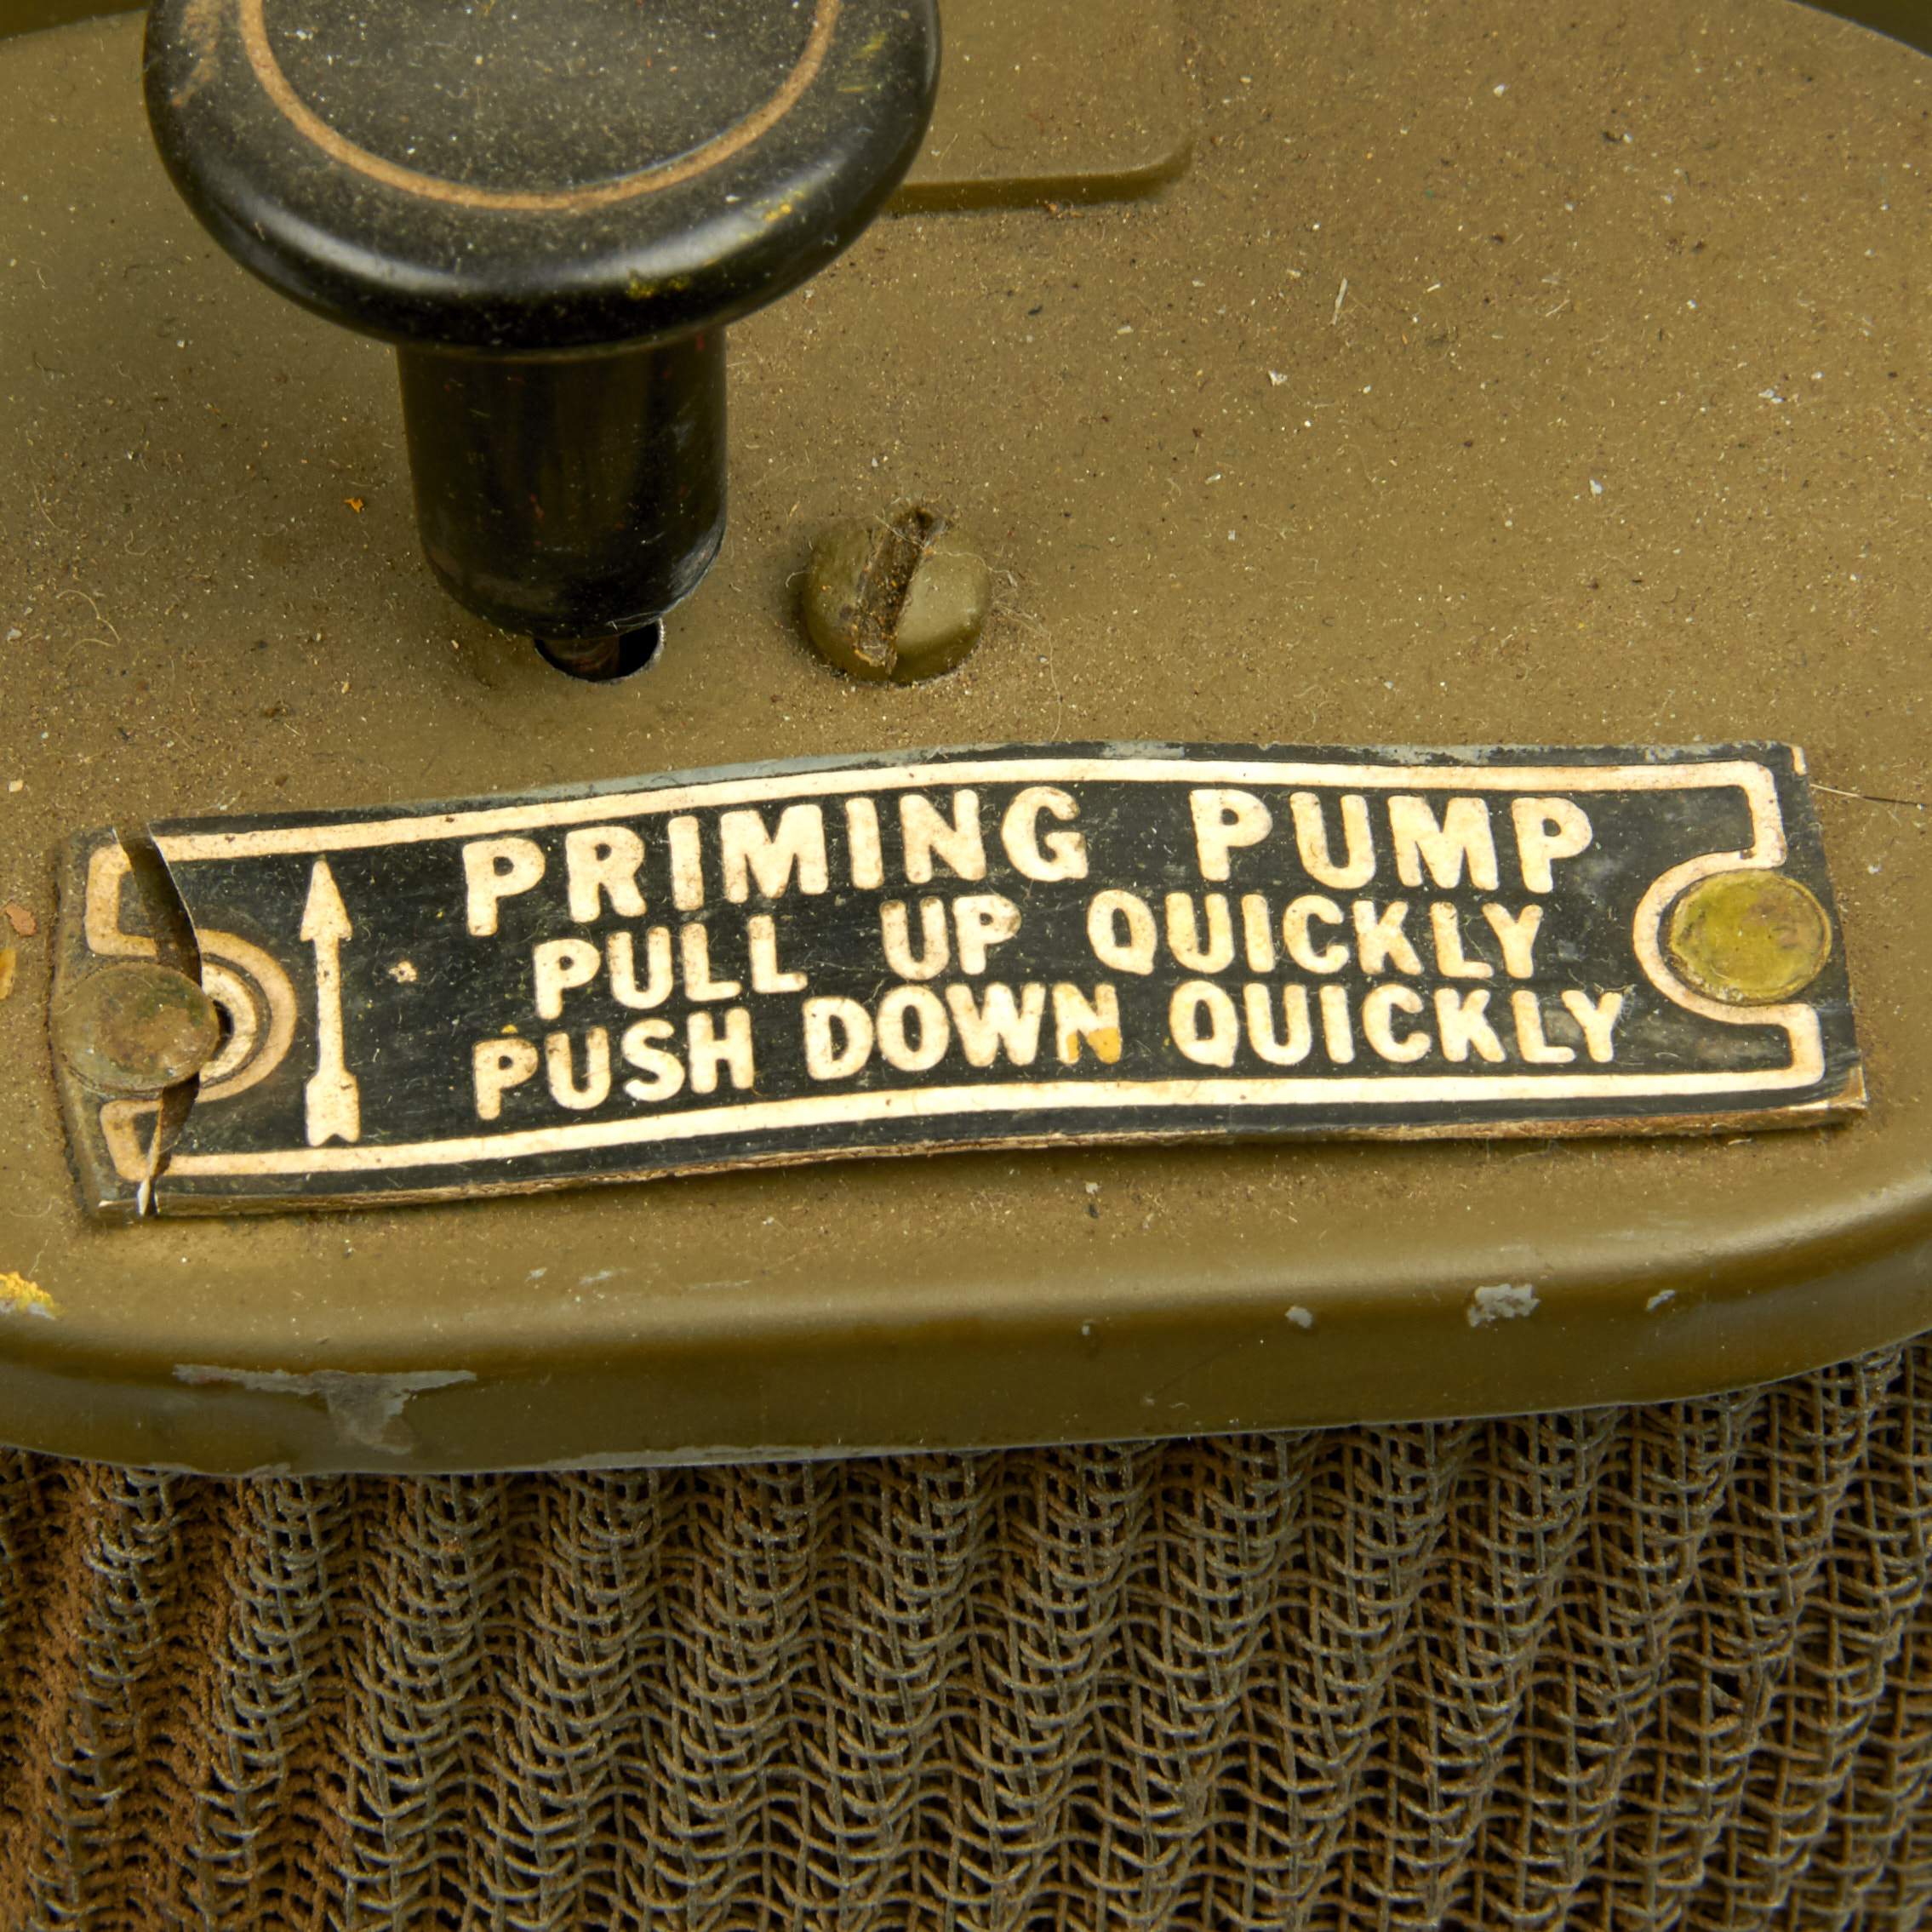 PRIMING PUMP
PULL UP QUICKLY
PUSH DOWN QUICKLY